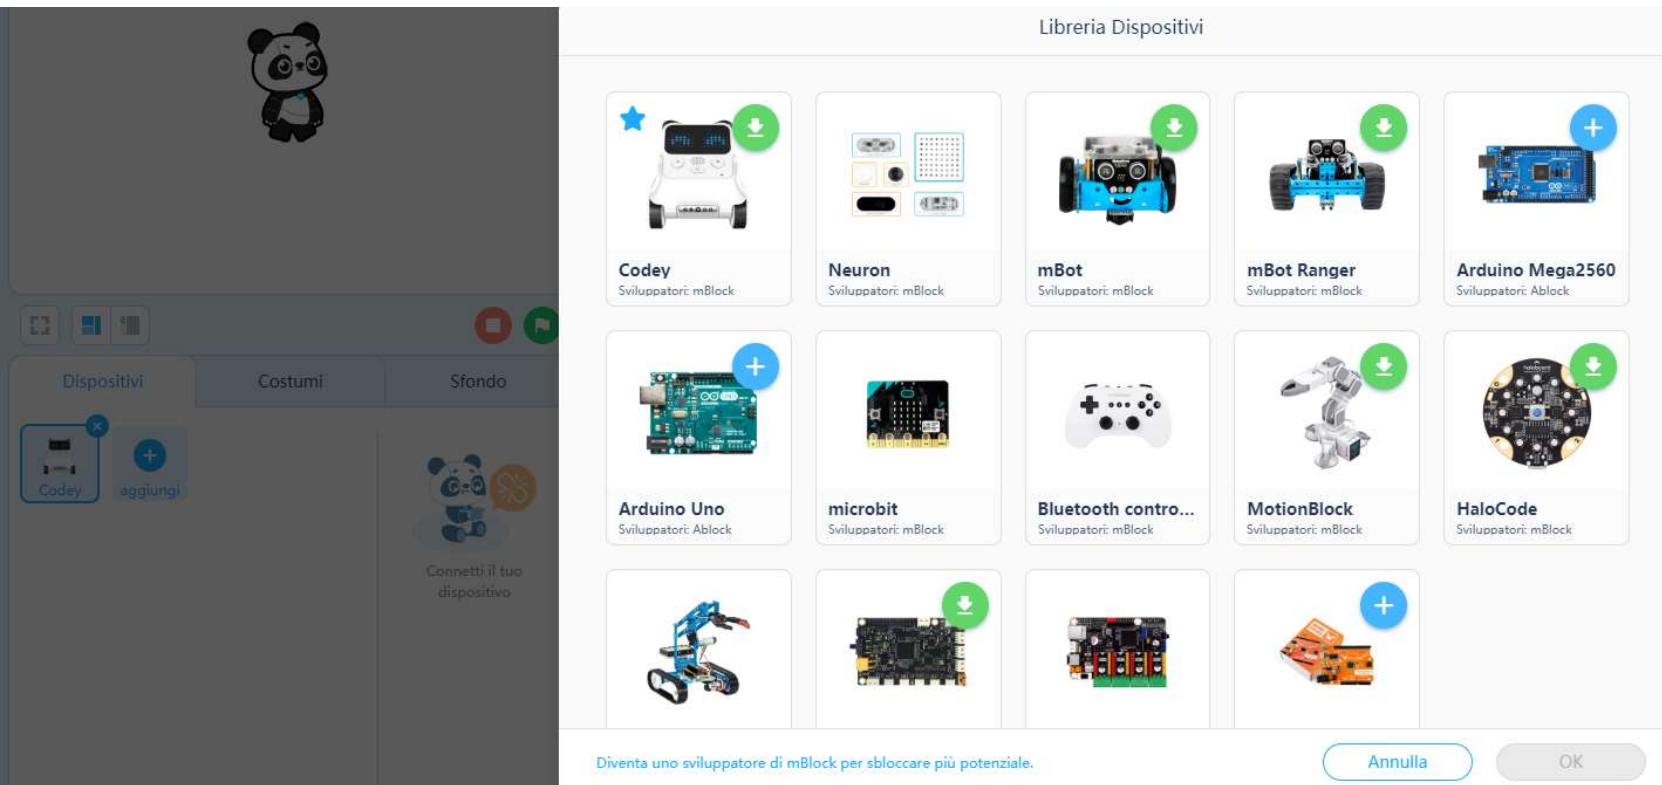 Libreria Dispositivi
Codey
Sviluppatori: mBlock
Neuron
Sviluppatori: mBlock
mBot
Sviluppatori: mBlock
mBot Ranger
Sviluppatori: mBlock
Arduino Mega2560
Sviluppatori: Ablock
Arduino Uno
Sviluppatori: Ablock
microbit
Sviluppatori: mBlock
Bluetooth contro...
Sviluppatori: mBlock
MotionBlock
Sviluppatori: mBlock
HaloCode
Sviluppatori: mBlock
Dispositivi
Costumi
Sfondo
Codey
aggiungi
Connetti il tuo
dispositivo
Diventa uno sviluppatore di mBlock per sbloccare più potenziale.
Annulla
OK